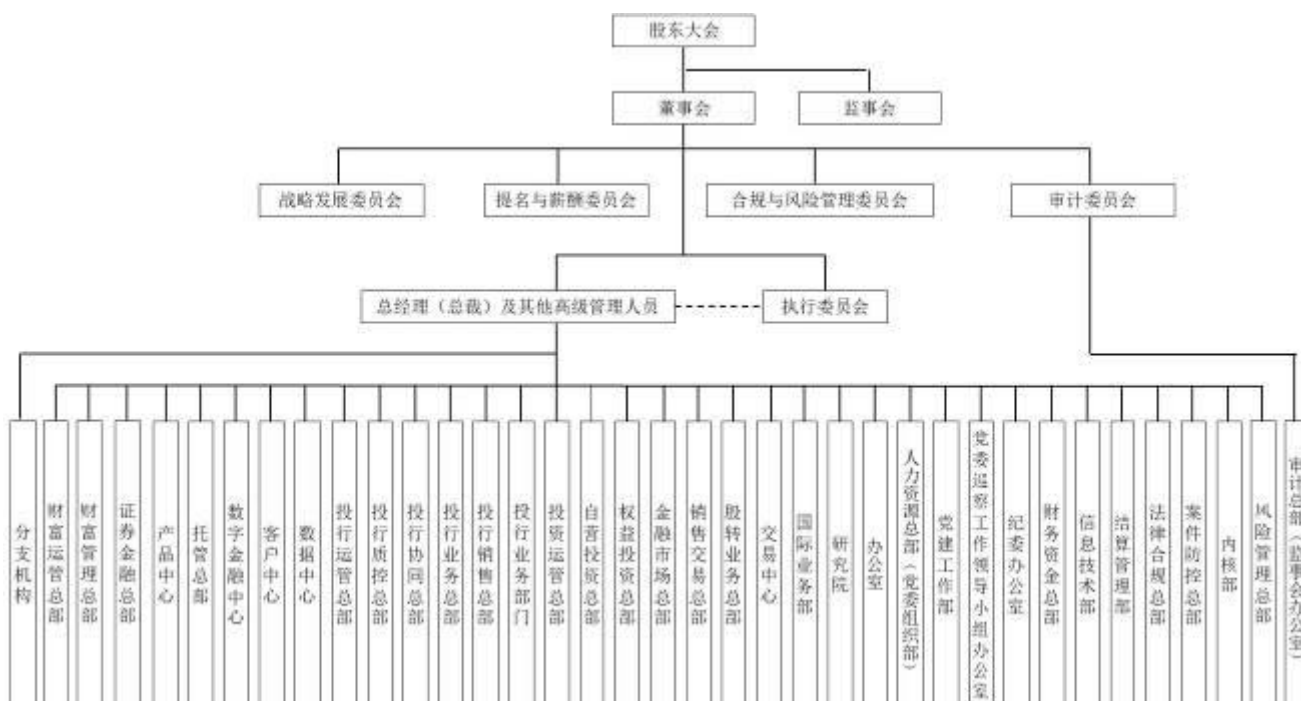 股东大会
董事会
监事会
战略发展委员会
提名与薪酬委员会
合规与风险管理委员会
审计委员会
总经理（总裁）及其他高级管理人员
执行委员会
分支机构
财富运管总部
财富管理总部
证券金融总部
产品中心
托管总部
数字金融中心
客户中心
数据中心
投行运管总部
投行质控总部
投行协同总部
投行业务总部
投行销售总部
投行业务部门
投资运管总部
自营投资总部
权益投资总部
金融市场总部
销售交易总部
股转业务总部
交易中心
国际业务部
研究院
办公室
人力资源总部（党委组织部）
党建工作部
党委巡察工作领导小组办公室
纪委办公室
财务资金总部
信息技术部
结算管理部
法律合规总部
案件防控总部
内核部
风险管理总部
审计总部（监事会办公室）